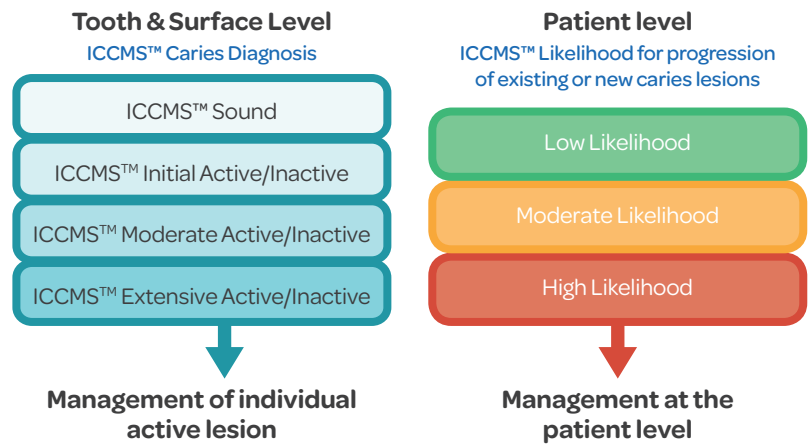 Tooth & Surface Level
ICCMS™ Caries Diagnosis
ICCMS™ Sound
ICCMS™ Initial Active/Inactive
ICCMS™ Moderate Active/Inactive
ICCMS™ Extensive Active/Inactive
Management of individual
active lesion
Patient level
ICCMS™ Likelihood for progression
of existing or new caries lesions
Low Likelihood
Moderate Likelihood
High Likelihood
Management at the
patient level